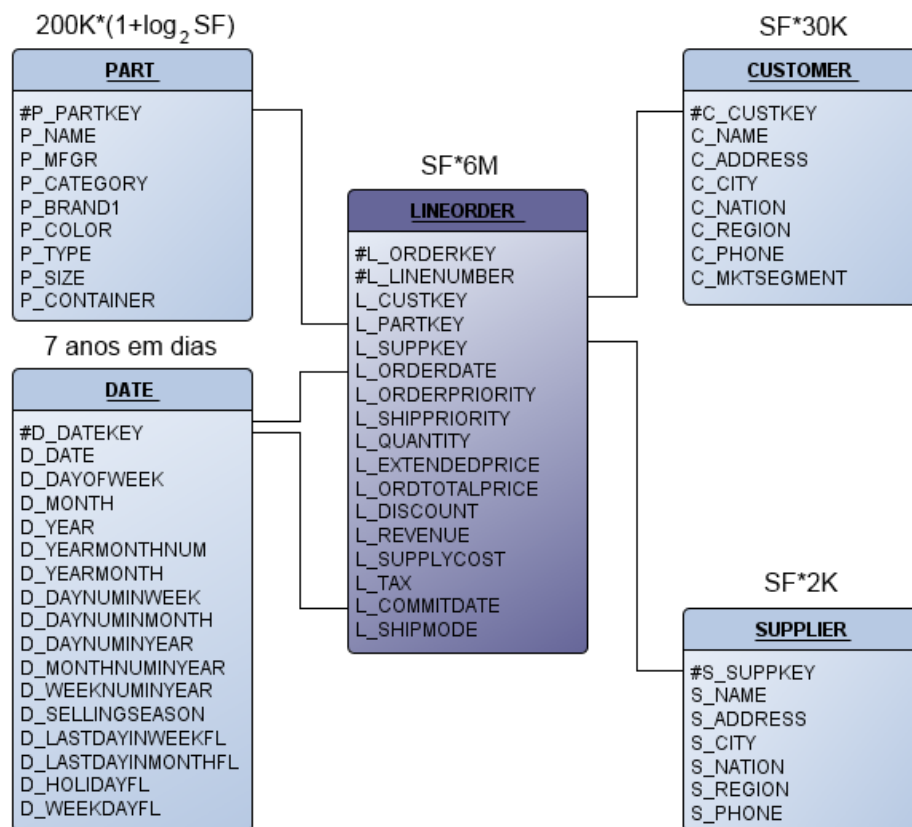 200K*(1+log₂ SF)
PART
#P_PARTKEY
P_NAME
P_MFGR
P_CATEGORY
P_BRAND1
P_COLOR
P_TYPE
P_SIZE
P_CONTAINER
7 anos em dias
DATE
#D_DATEKEY
D_DATE
D_DAYOFWEEK
D_MONTH
D_YEAR
D_YEARMONTHNUM
D_YEARMONTH
D_DAYNUMINWEEK
D_DAYNUMINMONTH
D_DAYNUMINYEAR
D_MONTHNUMINYEAR
D_WEEKNUMINYEAR
D_SELLINGSEASON
D_LASTDAYINWEEKFL
D_LASTDAYINMONTHFL
D_HOLIDAYFL
D_WEEKDAYFL
SF*6M
LINEORDER
#L_ORDERKEY
#L_LINENUMBER
L_CUSTKEY
L_PARTKEY
L_SUPPKEY
L_ORDERDATE
L_ORDERPRIORITY
L_SHIPPRIORITY
L_QUANTITY
L_EXTENDEDPRICE
L_ORDTOTALPRICE
L_DISCOUNT
L_REVENUE
L_SUPPLYCOST
L_TAX
L_COMMITDATE
L_SHIPMODE
SF*30K
CUSTOMER
#C_CUSTKEY
C_NAME
C_ADDRESS
C_CITY
C_NATION
C_REGION
C_PHONE
C_MKTSEGMENT
SF*2K
SUPPLIER
#S_SUPPKEY
S_NAME
S_ADDRESS
S_CITY
S_NATION
S_REGION
S_PHONE